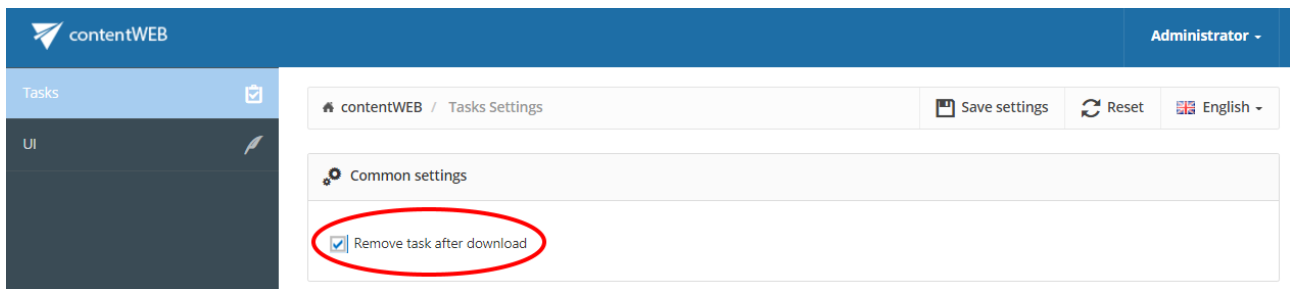 contentWEB
Administrator
Tasks
contentWEB / Tasks Settings
Save settings
Reset
English
UI
Common settings
Remove task after download